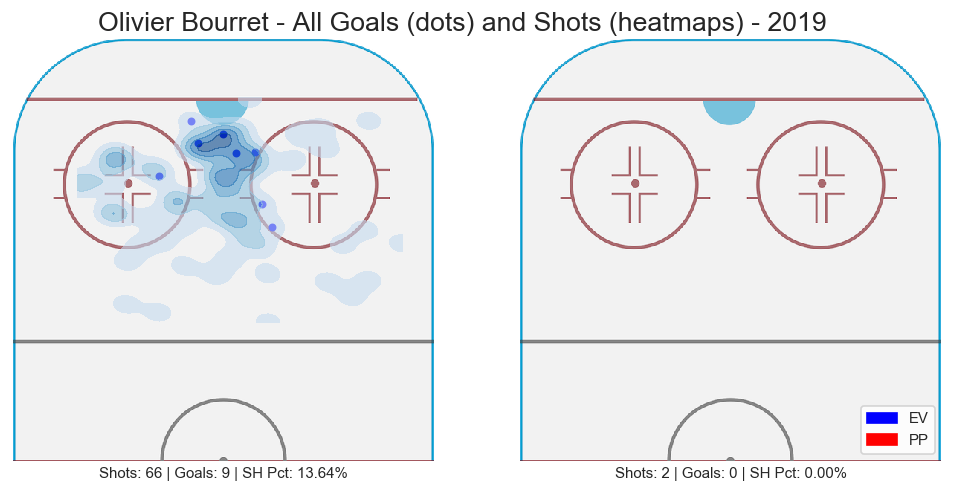 Olivier Bourret - All Goals (dots) and Shots (heatmaps) - 2019
EV
PP
Shots: 66 | Goals: 9 | SH Pct: 13.64%
Shots: 2 | Goals: 0 | SH Pct: 0.00%